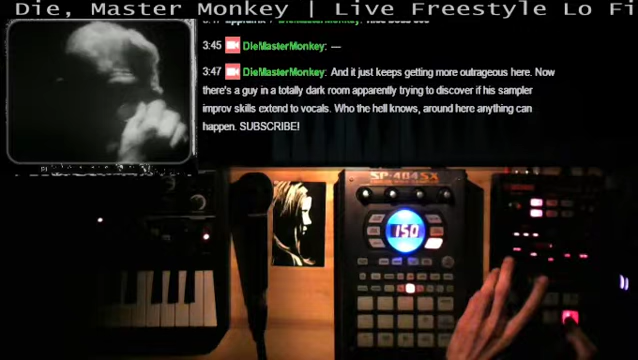 Die, Master Monkey | Live Freestyle Lo Fi
3:45 DieMasterMonkey: —
3:47 DieMasterMonkey: And it just keeps getting more outrageous here. Now
there's a guy in a totally dark room apparently trying to discover if his sampler
improv skills extend to vocals. Who the hell knows, around here anything can
happen. SUBSCRIBE!
SP-404SX
150